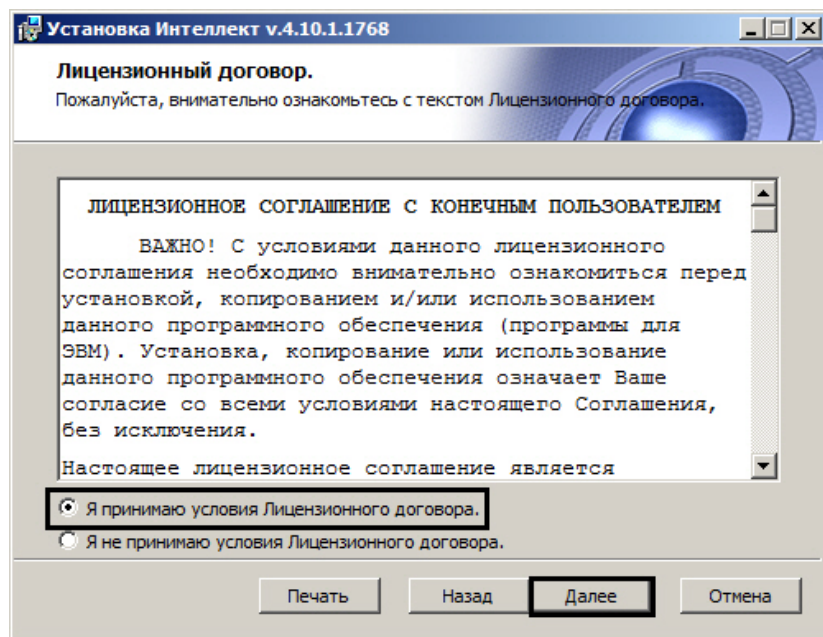 Установка Интеллект v.4.10.1.1768
Лицензионный договор.
Пожалуйста, внимательно ознакомьтесь с текстом Лицензионного договора.
ЛИЦЕНЗИОННОЕ СОГЛАШЕНИЕ С КОНЕЧНЫМ ПОЛЬЗОВАТЕЛЕМ
ВАЖНО! С условиями данного лицензионного
соглашения необходимо внимательно ознакомиться перед
установкой, копированием и/или использованием
данного программного обеспечения (программы для
ЭВМ). Установка, копирование или использование
данного программного обеспечения означает Ваше
согласие со всеми условиями настоящего Соглашения,
без исключения.
Настоящее лицензионное соглашение является
Я принимаю условия Лицензионного договора.
Я не принимаю условия Лицензионного договора.
Печать Назад Далее Отмена